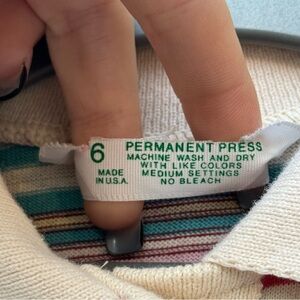 6
MADE
IN U.S.A.
PERMANENT PRESS
MACHINE WASH AND DRY
WITH LIKE COLORS
MEDIUM SETTINGS
NO BLEACH